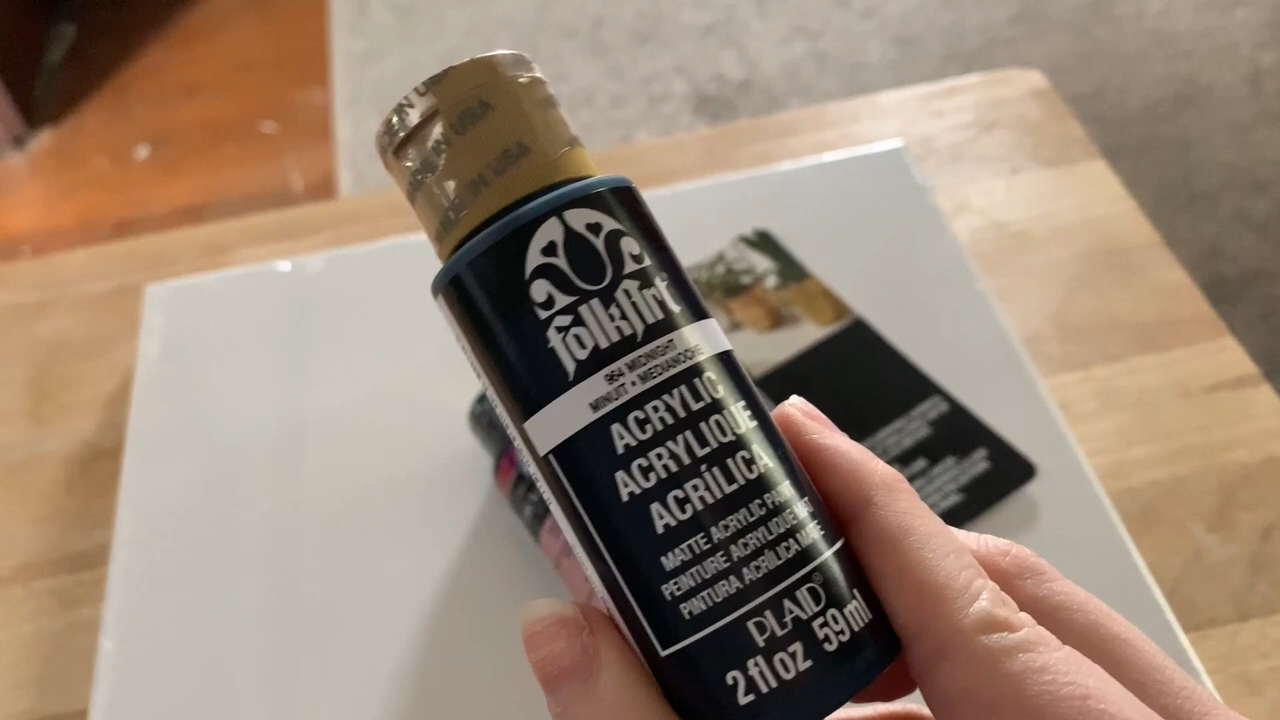 MADE IN USA
MADE IN USA
folkArt
964 MIDNIGHT
MINUIT • MEDIANOCHE
ACRYLIC
ACRYLIQUE
ACRÍLICA
MATTE ACRYLIC PAINT
PEINTURE ACRYLIQUE MAT
PINTURA ACRÍLICA MATE
PLAID®
2 fl oz 59 ml